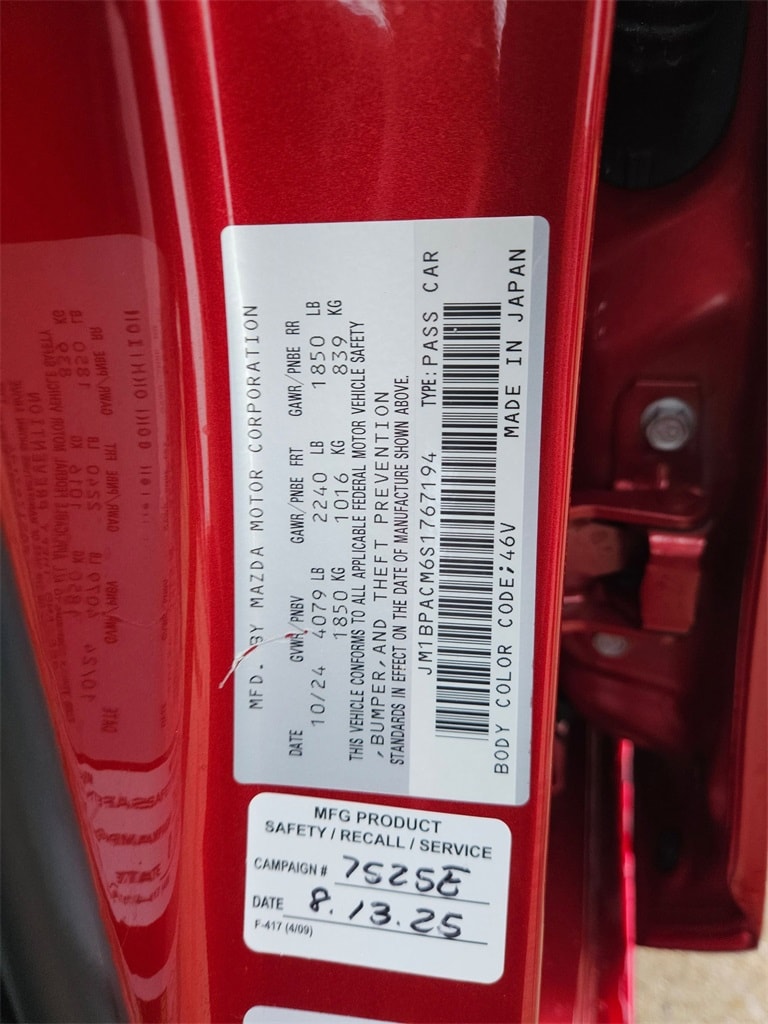 MFD. BY MAZDA MOTOR CORPORATION
DATE GVWR/PNBV GAWR/PNBE FRT GAWR/PNBE RR
10/24 4079 LB 2240 LB 1850 LB
1850 KG 1016 KG 839 KG
THIS VEHICLE CONFORMS TO ALL APPLICABLE FEDERAL MOTOR VEHICLE SAFETY
,BUMPER,AND THEFT PREVENTION
STANDARDS IN EFFECT ON THE DATE OF MANUFACTURE SHOWN ABOVE.
JM1BPACM6S1767194 TYPE:PASS CAR
BODY COLOR CODE;46V MADE IN JAPAN
MFG PRODUCT
SAFETY / RECALL / SERVICE
CAMPAIGN # 7525E
DATE 8.13.25
F-417 (4/09)